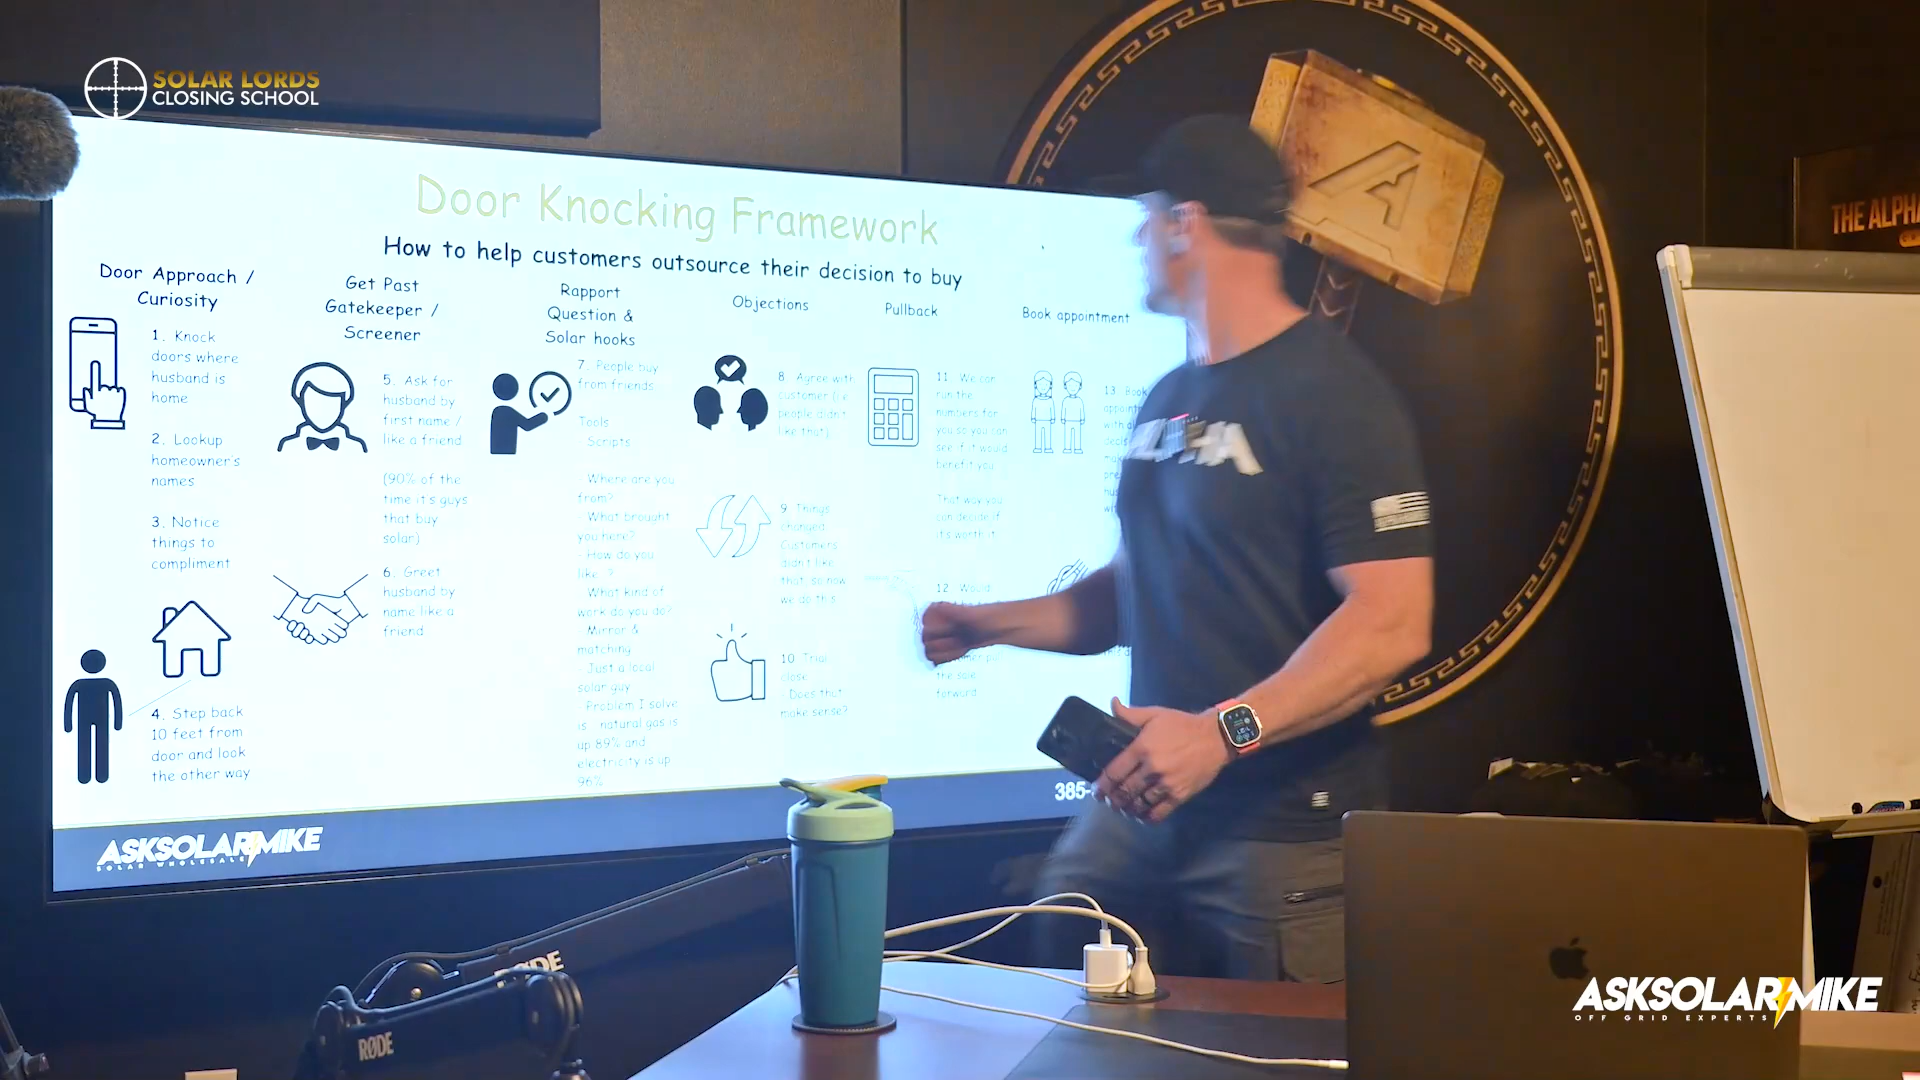 SOLAR LORDS
CLOSING SCHOOL
Door Knocking Framework
How to help customers outsource their decision to buy
Door Approach /
Curiosity
1. Knock
doors where
husband is
home
2. Lookup
homeowner's
names
3. Notice
things to
compliment
4. Step back
10 feet from
door and look
the other way
Get Past
Gatekeeper /
Screener
5. Ask for
husband by
first name /
like a friend
(90% of the
time it's guys
that buy
solar)
6. Greet
husband by
name like a
friend
Rapport
Question &
Solar hooks
7. People buy
from friends
Tools
- Scripts
- Where are you
from?
- What brought
you here?
- How do you
like..?
- What kind of
work do you do?
- Mirror &
matching
- Just a local
solar guy
- Problem I solve
is natural gas is
up 89% and
electricity is up
96%
Objections
8. Agree with
customer (i.e.
people didn't
like that)
9. Things
changed.
Customers
didn't like
that, so now
we do this
10. Trial
close
- Does that
make sense?
Pullback
11. We can
run the
numbers for
you so you can
see if it would
benefit you
That way you
can decide if
it's worth it
12. Would
the sale
forward
Book appointment
13. Book
with
385-
ASKSOLARMIKE
SOLAR WHOLESALE
THE ALPHA
A
ALPHA
RØDE
RØDE
ASKSOLARMIKE
OFF GRID EXPERTS